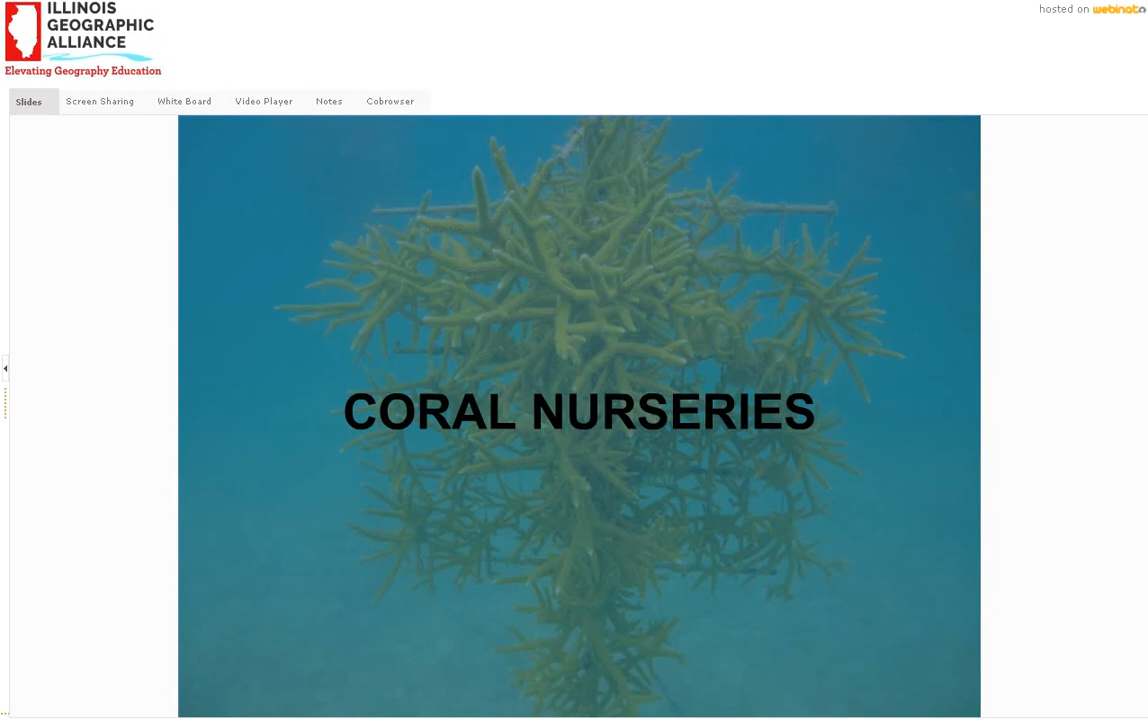 ILLINOIS
GEOGRAPHIC
ALLIANCE
Elevating Geography Education
hosted on webinato
Slides
Screen Sharing
White Board
Video Player
Notes
Cobrowser
CORAL NURSERIES